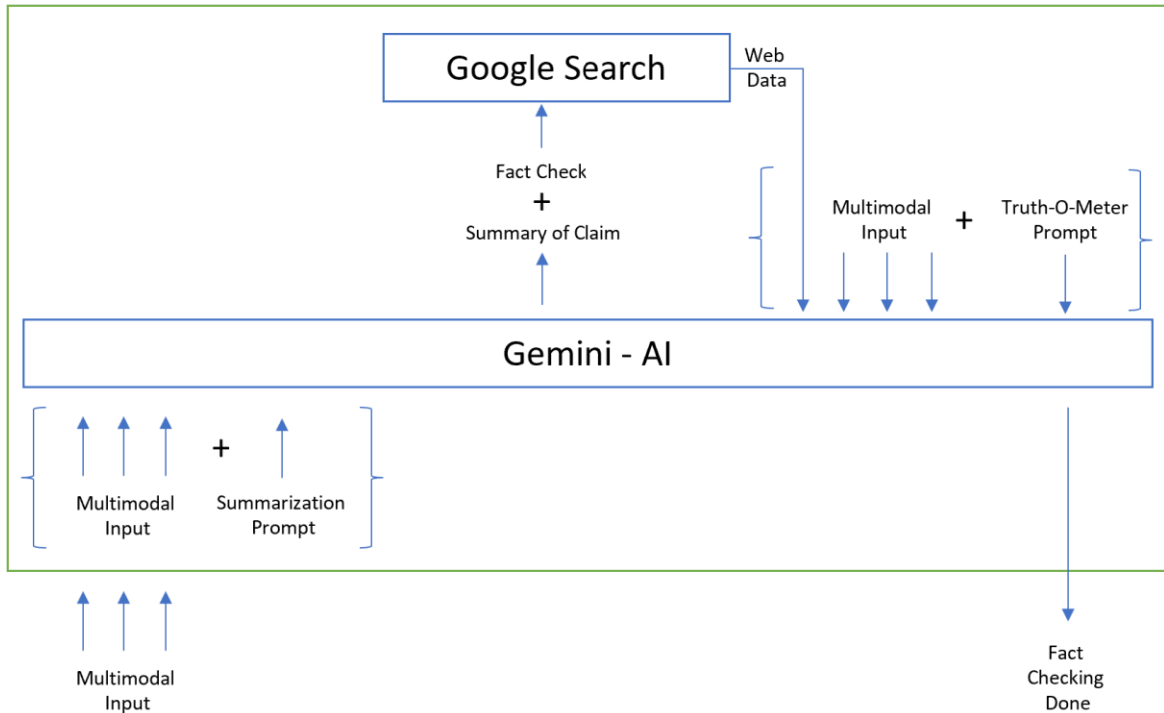 Google Search
Web
Data
Fact Check
+
Summary of Claim
Multimodal
Input
+
Truth-O-Meter
Prompt
Gemini - AI
Multimodal
Input
+
Summarization
Prompt
Multimodal
Input
Fact
Checking
Done